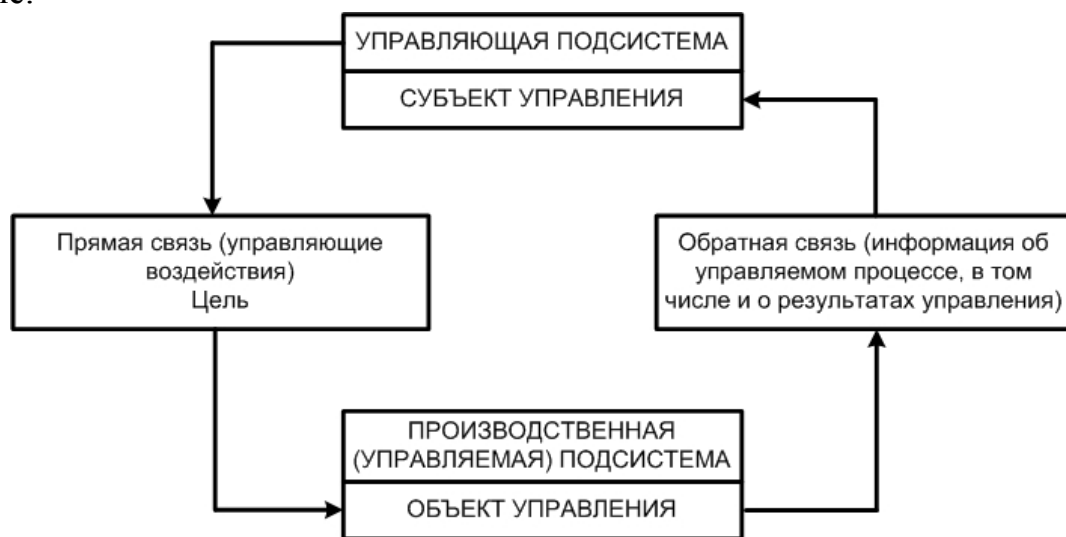 УПРАВЛЯЮЩАЯ ПОДСИСТЕМА
СУБЪЕКТ УПРАВЛЕНИЯ
Прямая связь (управляющие
воздействия)
Цель
Обратная связь (информация об
управляемом процессе, в том
числе и о результатах управления)
ПРОИЗВОДСТВЕННАЯ
(УПРАВЛЯЕМАЯ) ПОДСИСТЕМА
ОБЪЕКТ УПРАВЛЕНИЯ